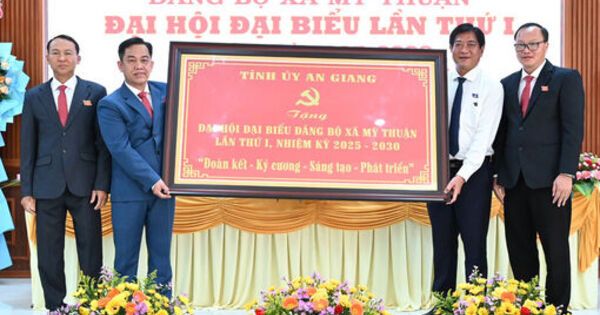 ĐẢNG BỘ XÃ MỸ THUẬN
ĐẠI HỘI ĐẠI BIỂU LẦN THỨ I
TỈNH ỦY AN GIANG
Tặng
ĐẠI HỘI ĐẠI BIỂU ĐẢNG BỘ XÃ MỸ THUẬN
LẦN THỨ I, NHIỆM KỲ 2025 - 2030
“Đoàn kết - Kỷ cương - Sáng tạo - Phát triển”